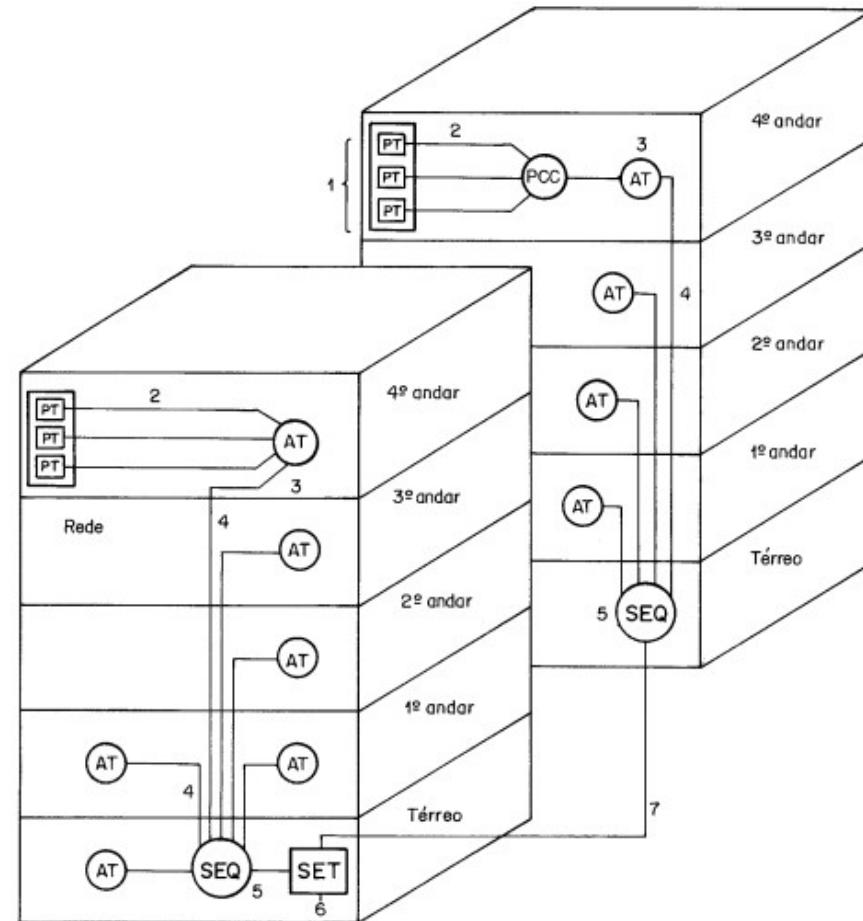 4º andar
2
3
PT
1
PT
PCC
AT
PT
3º andar
AT
4
2º andar
AT
1º andar
AT
Térreo
5
SEQ
7
2
4º andar
PT
PT
AT
PT
3
3º andar
Rede
4
AT
2º andar
AT
1º andar
AT
AT
4
Térreo
AT
SEQ
SET
5
6